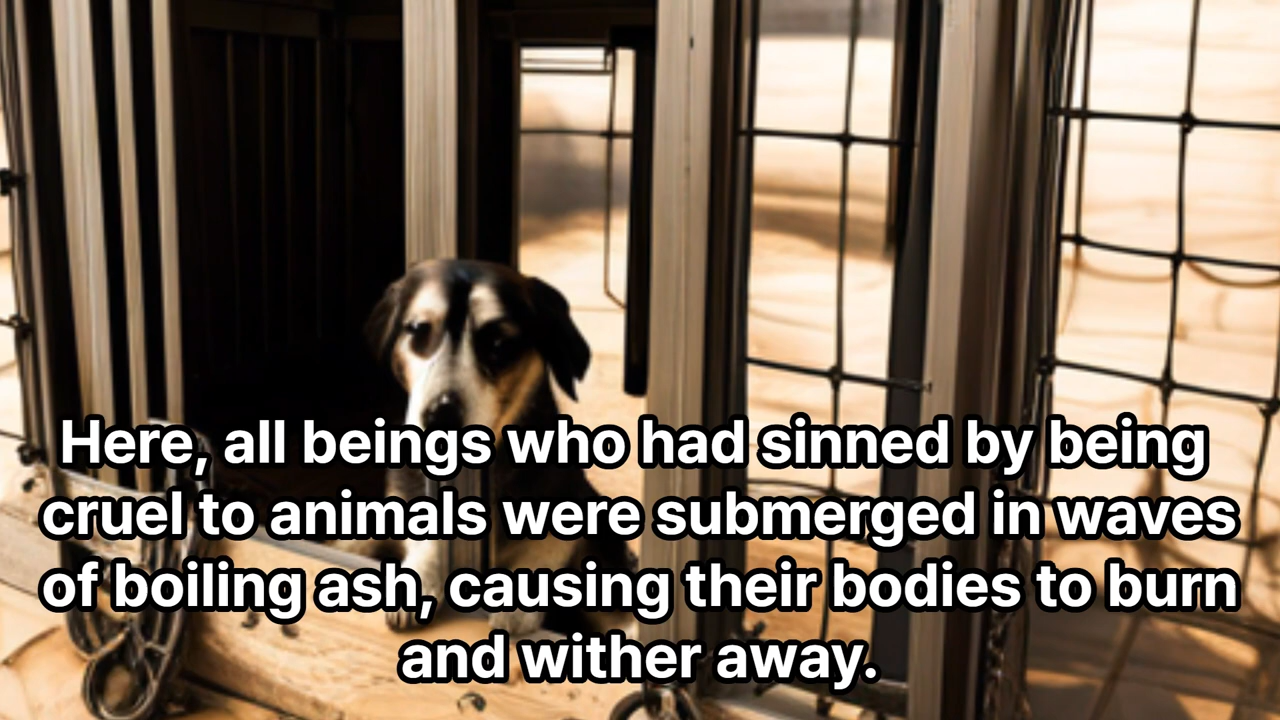 Here, all beings who had sinned by being
cruel to animals were submerged in waves
of boiling ash, causing their bodies to burn
and wither away.